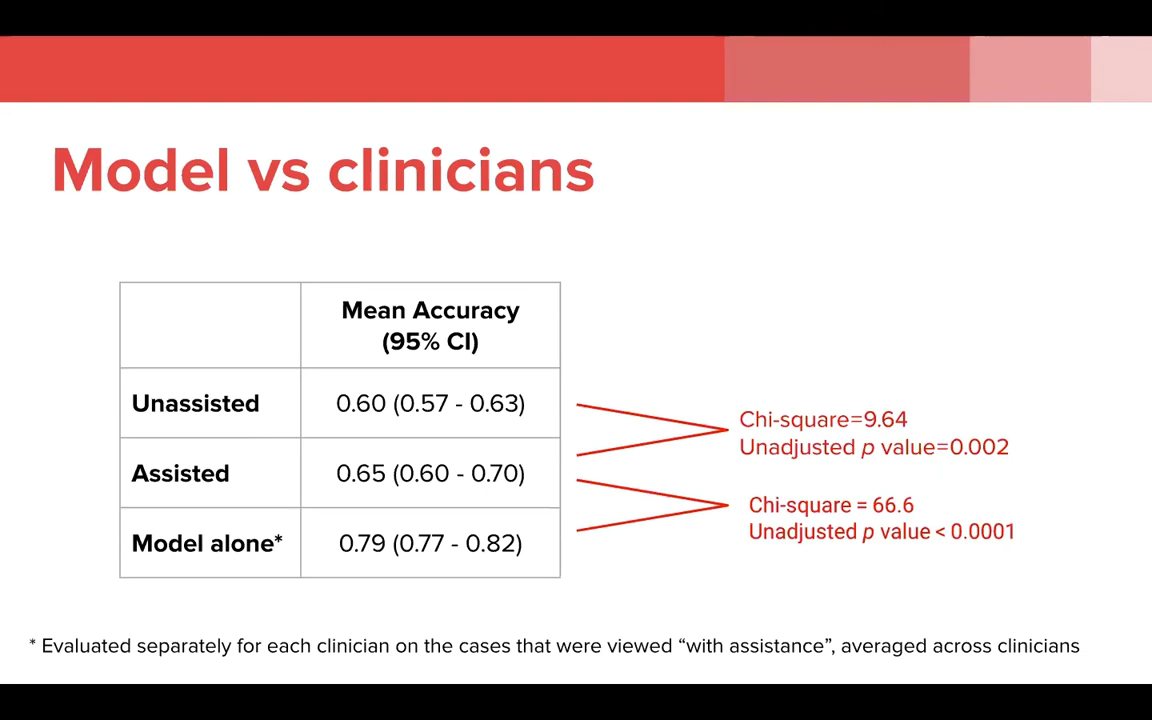 Model vs clinicians
Mean Accuracy
(95% CI)
Unassisted 0.60 (0.57 - 0.63)
Assisted 0.65 (0.60 - 0.70)
Model alone* 0.79 (0.77 - 0.82)
Chi-square=9.64
Unadjusted p value=0.002
Chi-square = 66.6
Unadjusted p value < 0.0001
* Evaluated separately for each clinician on the cases that were viewed “with assistance”, averaged across clinicians